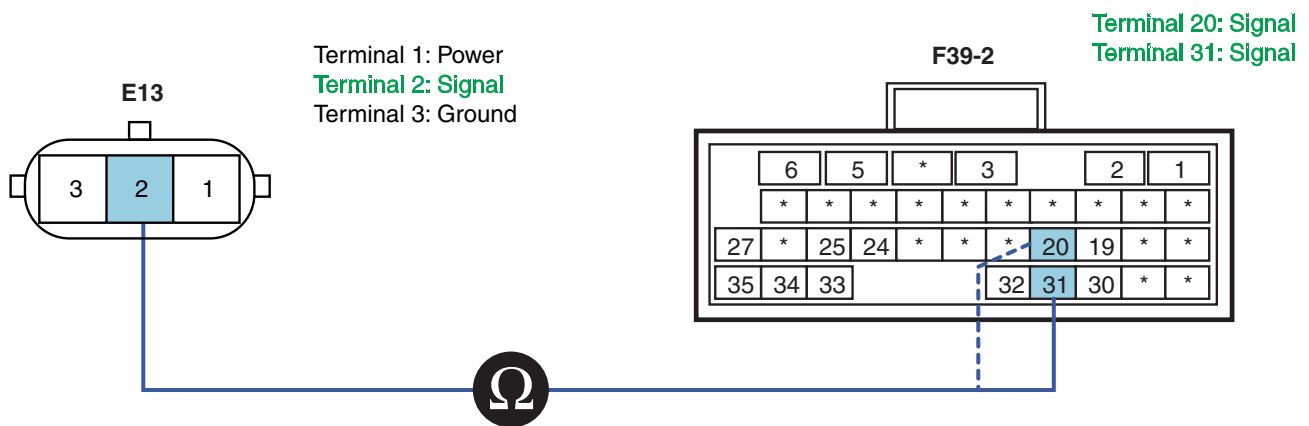 Terminal 20: Signal
Terminal 31: Signal
F39-2
Terminal 1: Power
Terminal 2: Signal
Terminal 3: Ground
E13
3 2 1
6 5 * 3 2 1
* * * * * * * * * *
27 * 25 24 * * * 20 19 * *
35 34 33 32 31 30 * *
Ω